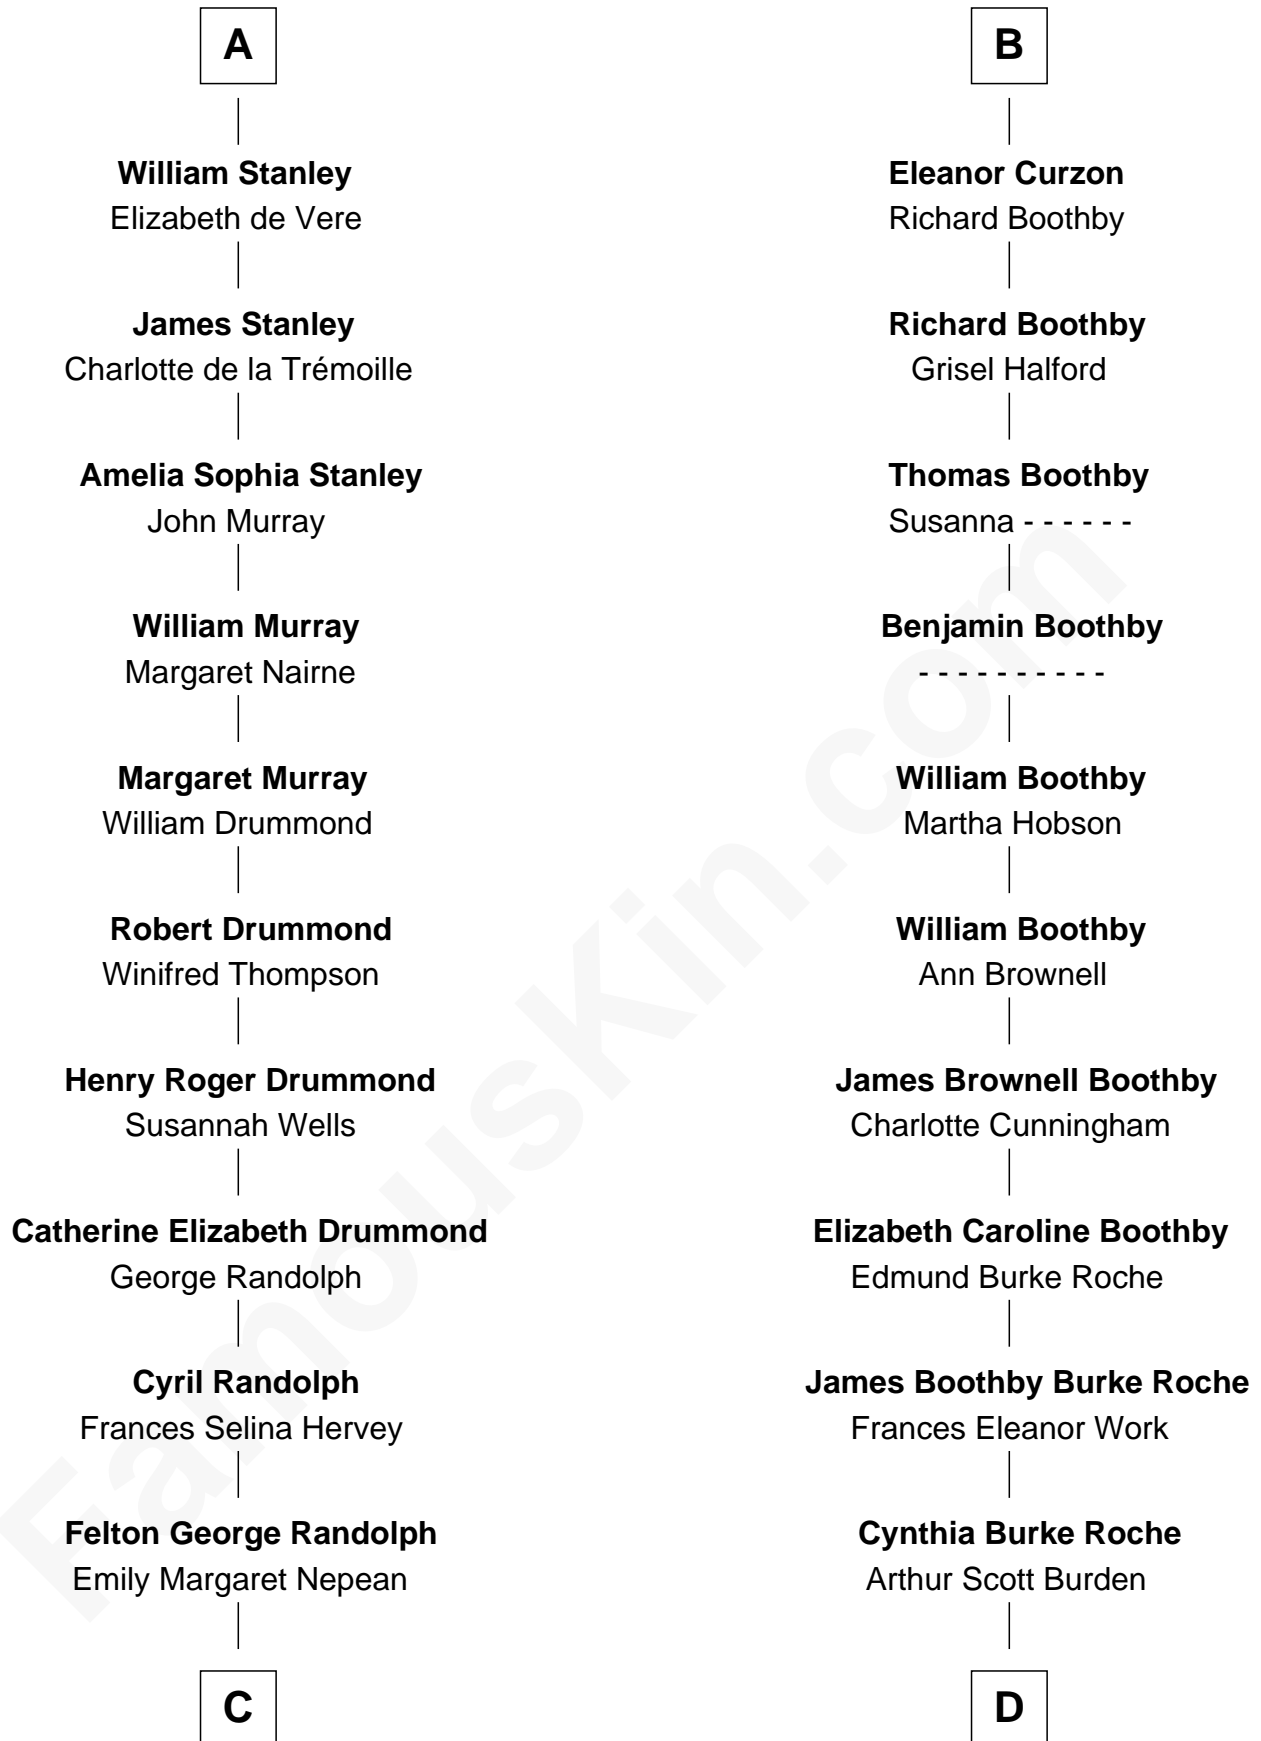 A
William Stanley
Elizabeth de Vere
James Stanley
Charlotte de la Trémoille
Amelia Sophia Stanley
John Murray
William Murray
Margaret Nairne
Margaret Murray
William Drummond
Robert Drummond
Winifred Thompson
Henry Roger Drummond
Susannah Wells
Catherine Elizabeth Drummond
George Randolph
Cyril Randolph
Frances Selina Hervey
Felton George Randolph
Emily Margaret Nepean
C
B
Eleanor Curzon
Richard Boothby
Richard Boothby
Grisel Halford
Thomas Boothby
Susanna - - - - - -
Benjamin Boothby
- - - - - - - - - -
William Boothby
Martha Hobson
William Boothby
Ann Brownell
James Brownell Boothby
Charlotte Cunningham
Elizabeth Caroline Boothby
Edmund Burke Roche
James Boothby Burke Roche
Frances Eleanor Work
Cynthia Burke Roche
Arthur Scott Burden
D
FamousKin.com